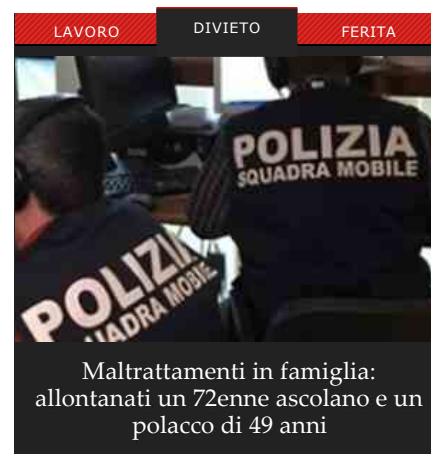 LAVORO
DIVIETO
FERITA
POLIZIA
SQUADRA MOBILE
POLIZIA
SQUADRA MOBILE
Maltrattamenti in famiglia:
allontanati un 72enne ascolano e un
polacco di 49 anni